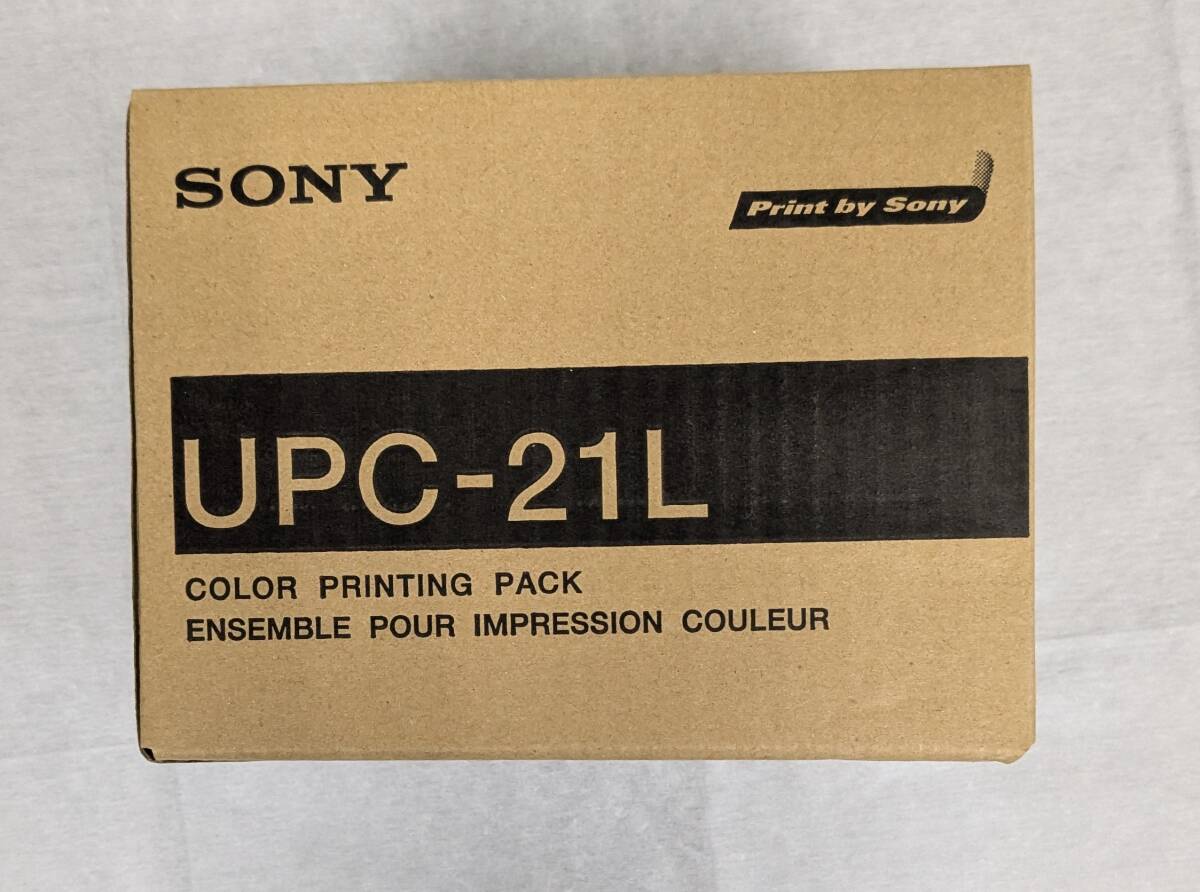 SONY
Print by Sony
UPC-21L
COLOR PRINTING PACK
ENSEMBLE POUR IMPRESSION COULEUR